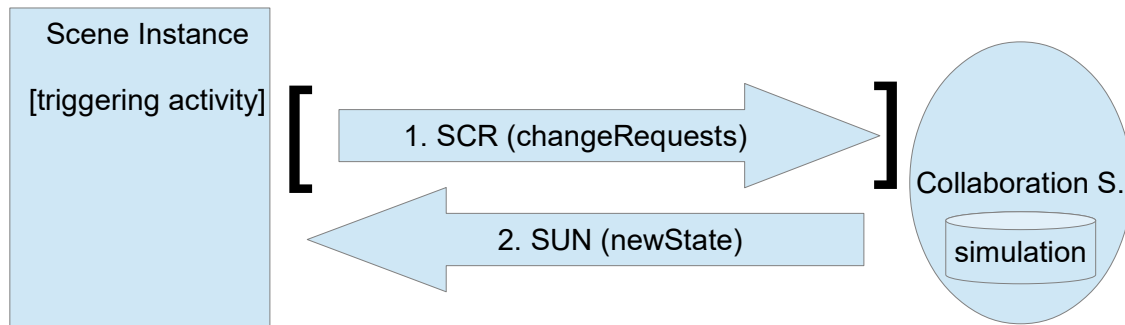 Scene Instance
[triggering activity]
[
1. SCR (changeRequests)
]
2. SUN (newState)
Collaboration S.
simulation